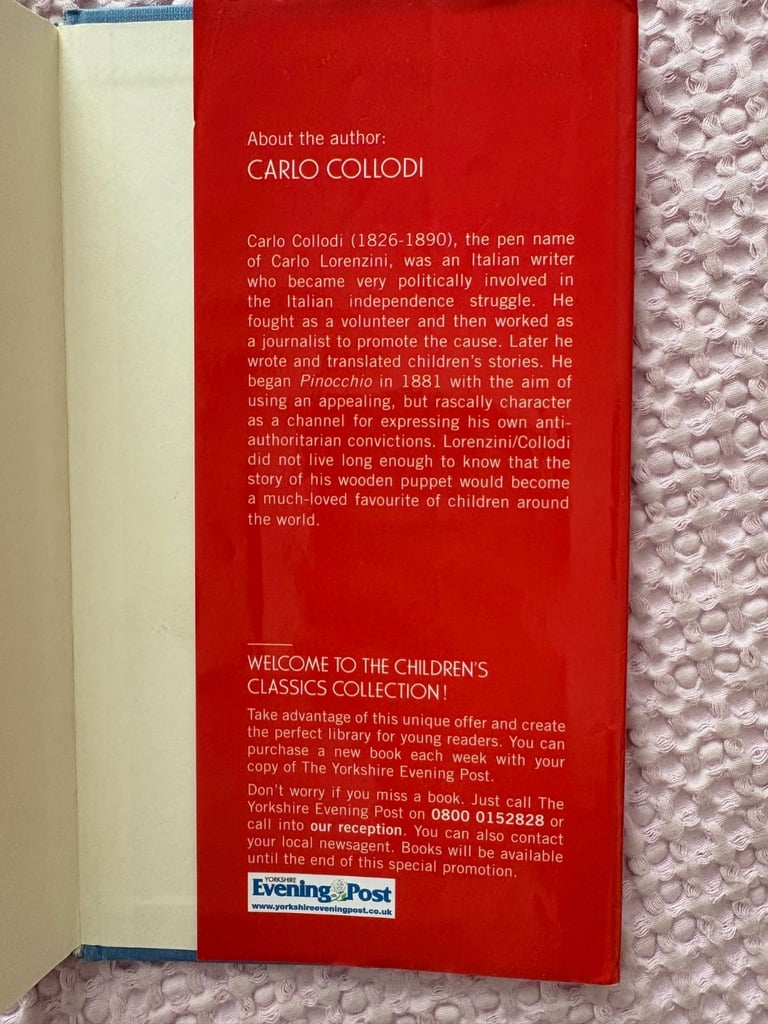 About the author:
CARLO COLLODI
Carlo Collodi (1826-1890), the pen name
of Carlo Lorenzini, was an Italian writer
who became very politically involved in
the Italian independence struggle. He
fought as a volunteer and then worked as
a journalist to promote the cause. Later he
wrote and translated children's stories. He
began Pinocchio in 1881 with the aim of
using an appealing, but rascally character
as a channel for expressing his own anti-
authoritarian convictions. Lorenzini/Collodi
did not live long enough to know that the
story of his wooden puppet would become
a much-loved favourite of children around
the world.
WELCOME TO THE CHILDREN'S
CLASSICS COLLECTION!
Take advantage of this unique offer and create
the perfect library for young readers. You can
purchase a new book each week with your
copy of The Yorkshire Evening Post.
Don't worry if you miss a book. Just call The
Yorkshire Evening Post on 0800 0152828 or
call into our reception. You can also contact
your local newsagent. Books will be available
until the end of this special promotion.
YORKSHIRE
Evening Post
www.yorkshireeveningpost.co.uk